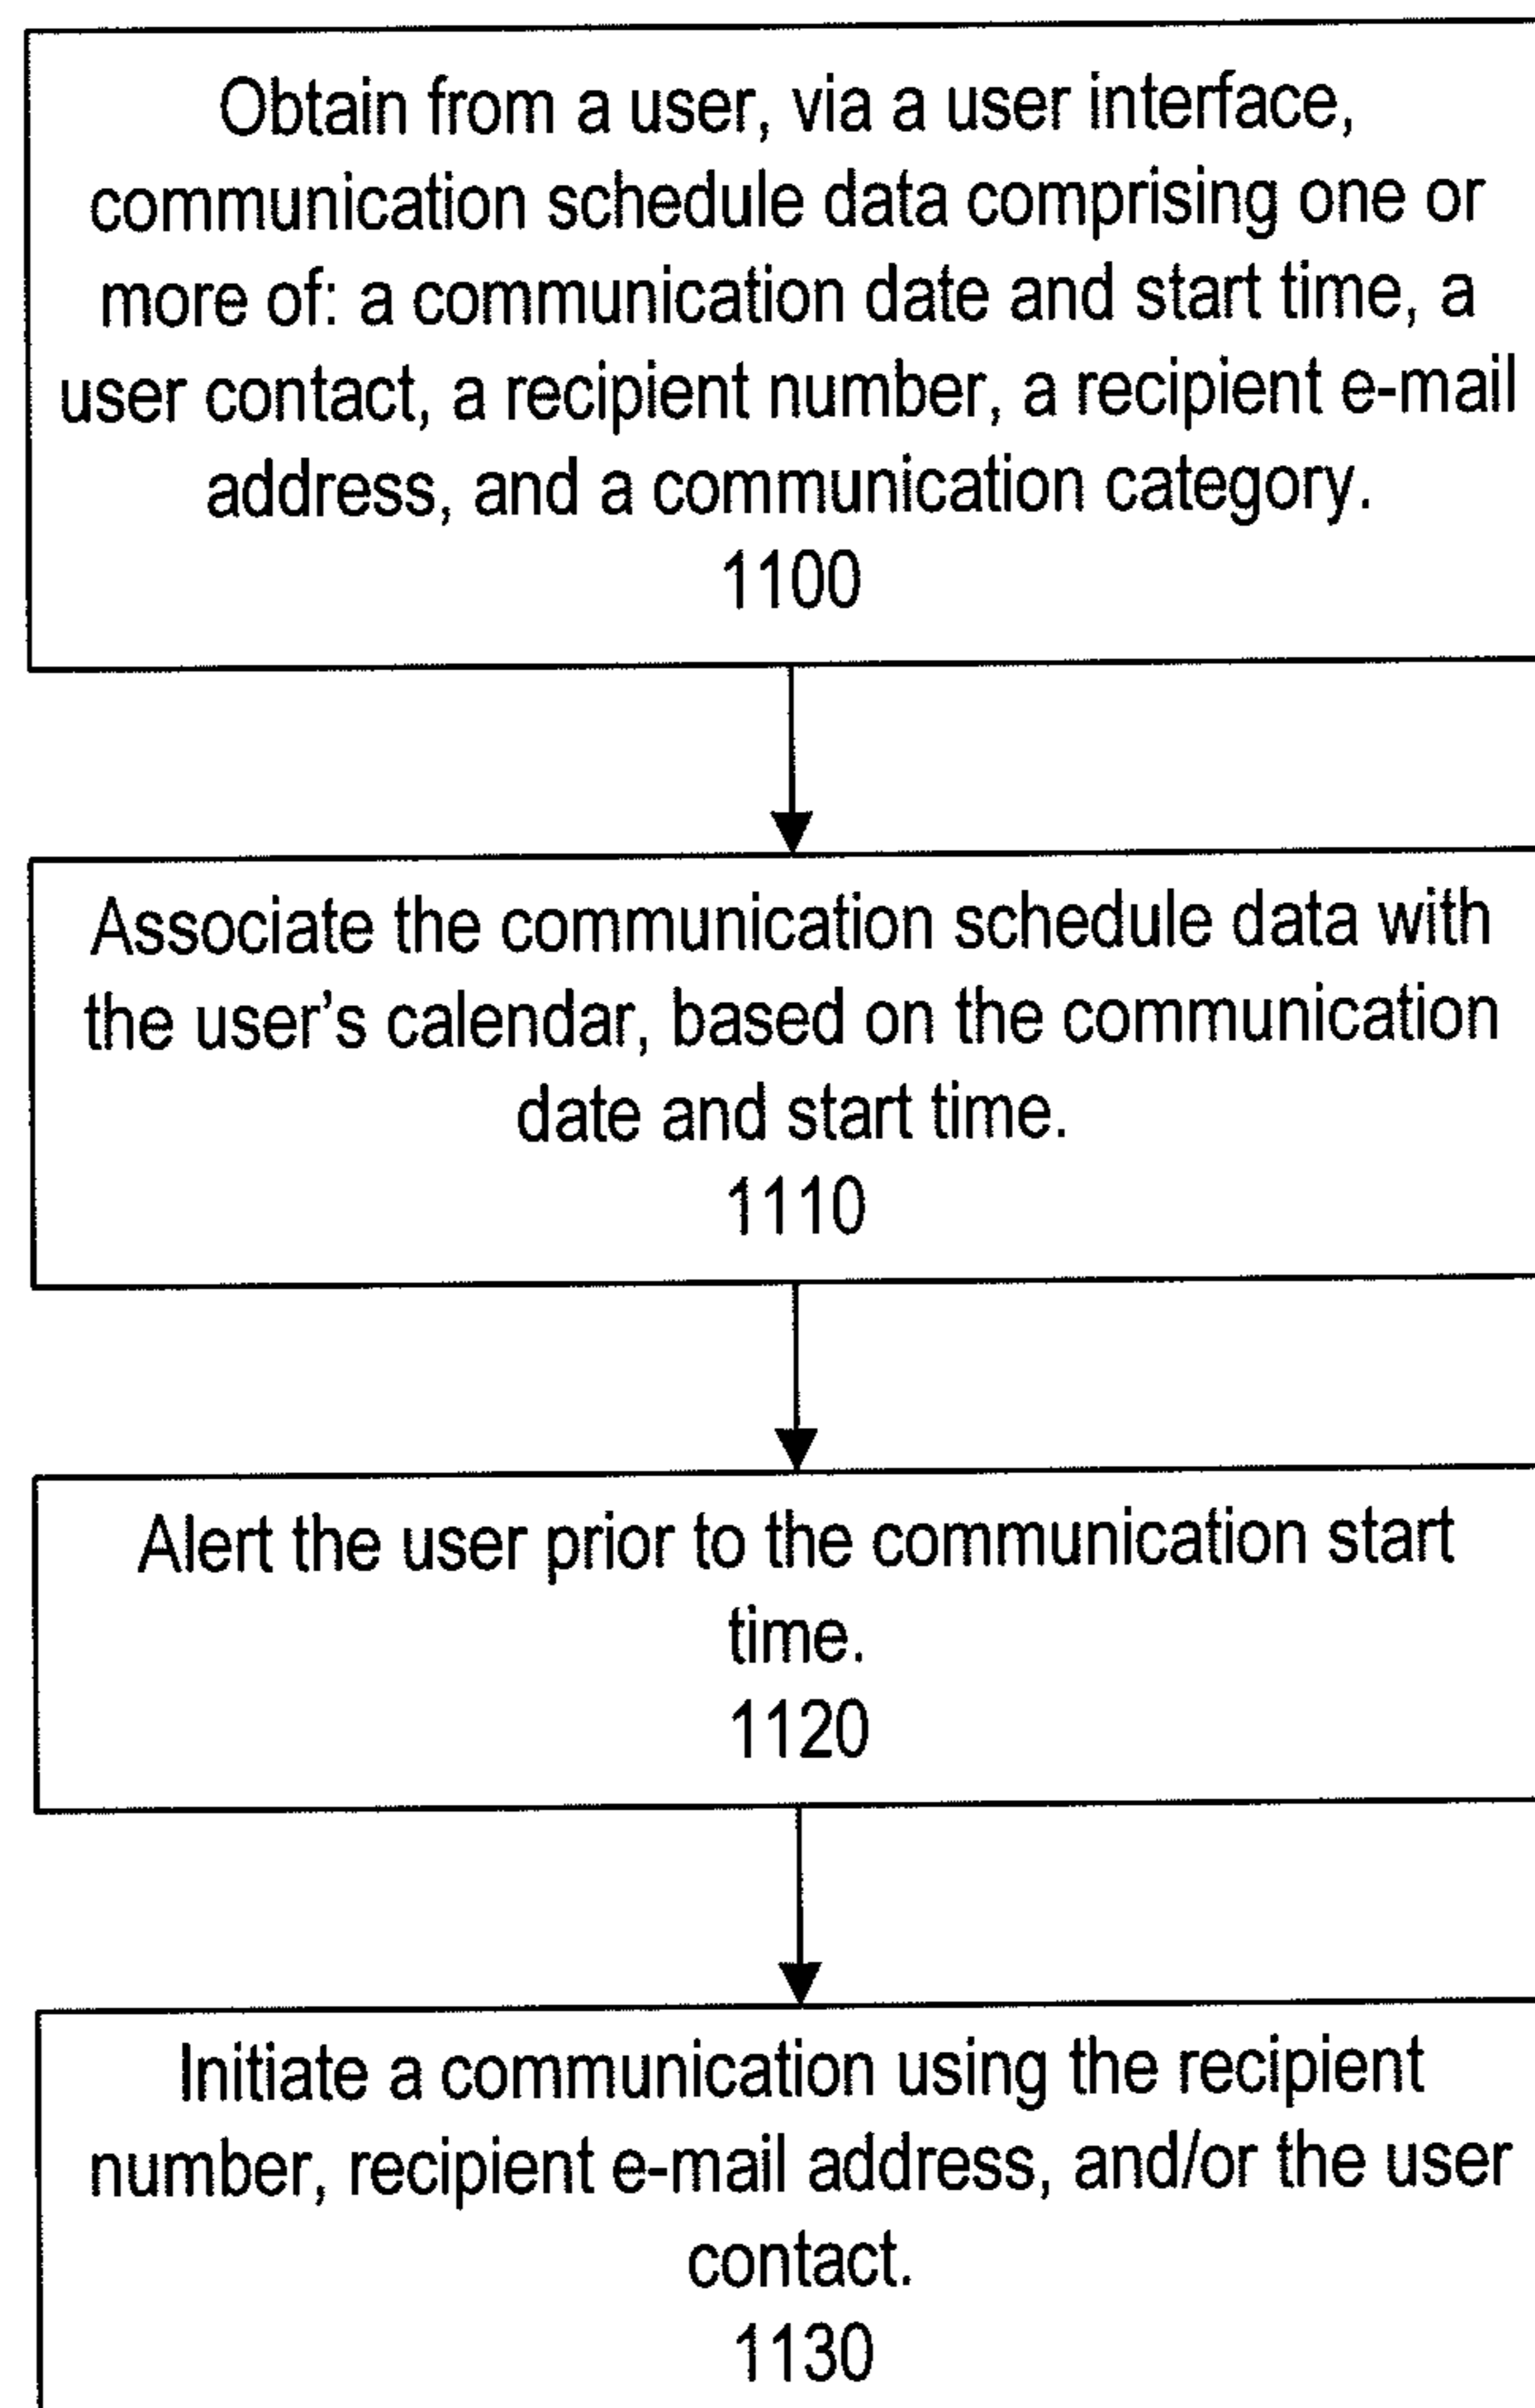 Obtain from a user, via a user interface,
communication schedule data comprising one or
more of: a communication date and start time, a
user contact, a recipient number, a recipient e-mail
address, and a communication category.
1100
Associate the communication schedule data with
the user's calendar, based on the communication
date and start time.
1110
Alert the user prior to the communication start
time.
1120
Initiate a communication using the recipient
number, recipient e-mail address, and/or the user
contact.
1130